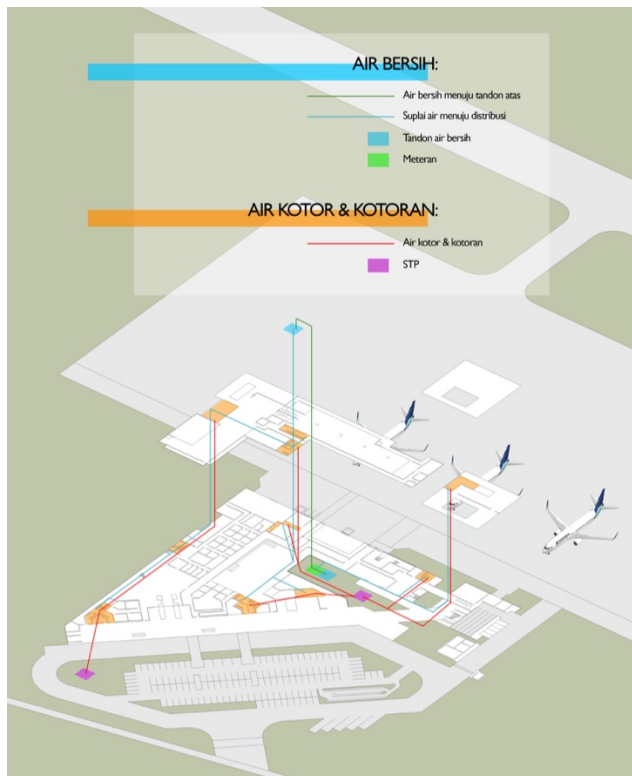 AIR BERSIH:
Air bersih menuju tandon atas
Suplai air menuju distribusi
Tandon air bersih
Meteran
AIR KOTOR & KOTORAN:
Air kotor & kotoran
STP